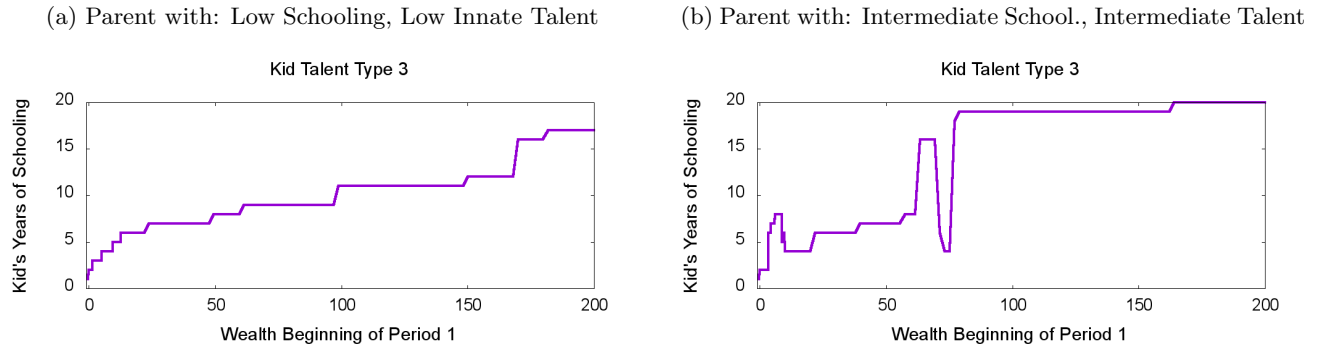 (a) Parent with: Low Schooling, Low Innate Talent
Kid Talent Type 3
Kid's Years of Schooling
20
15
10
5
0
0 50 100 150 200
Wealth Beginning of Period 1
(b) Parent with: Intermediate School., Intermediate Talent
Kid Talent Type 3
Kid's Years of Schooling
20
15
10
5
0
0 50 100 150 200
Wealth Beginning of Period 1